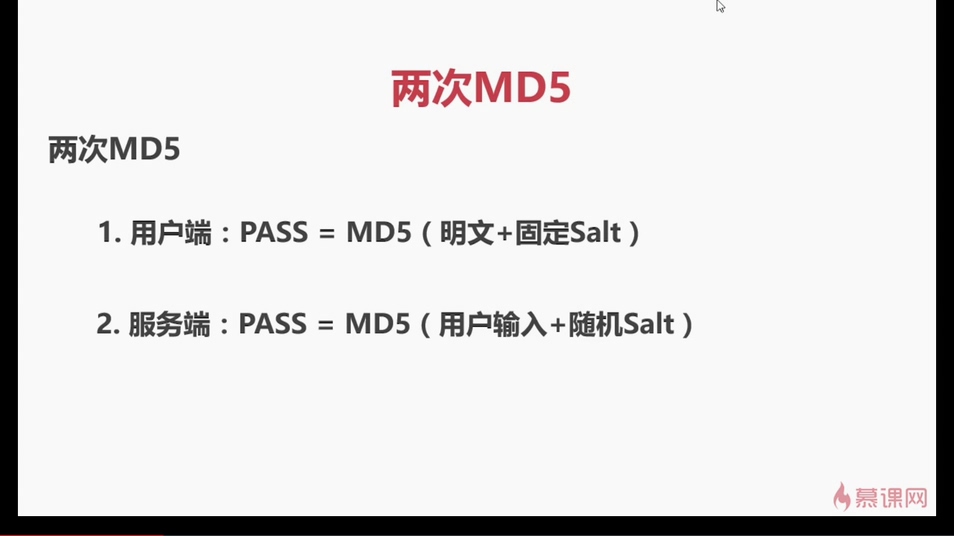 两次MD5
两次MD5
1. 用户端：PASS = MD5（明文+固定Salt）
2. 服务端：PASS = MD5（用户输入+随机Salt）
慕课网